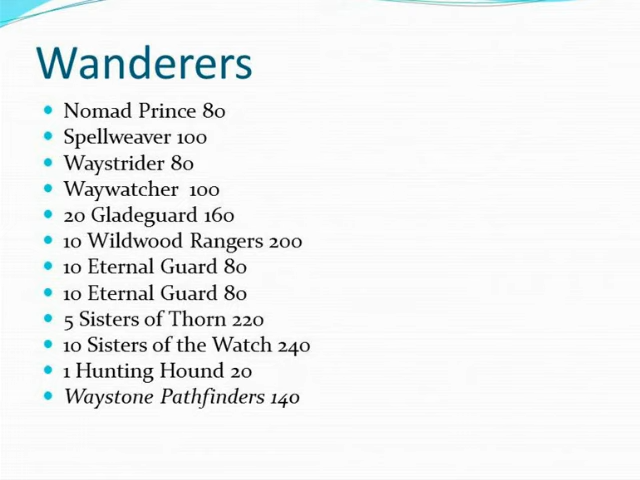 Wanderers
Nomad Prince 80
Spellweaver 100
Waystrider 80
Waywatcher 100
20 Gladeguard 160
10 Wildwood Rangers 200
10 Eternal Guard 80
10 Eternal Guard 80
5 Sisters of Thorn 220
10 Sisters of the Watch 240
1 Hunting Hound 20
Waystone Pathfinders 140